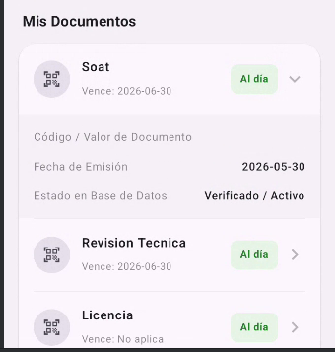 Mis Documentos
Soat
Vence: 2026-06-30
Al día
Código / Valor de Documento
Fecha de Emisión 2026-05-30
Estado en Base de Datos Verificado / Activo
Revision Tecnica
Vence: 2026-06-30
Al día
Licencia
Vence: No aplica
Al día